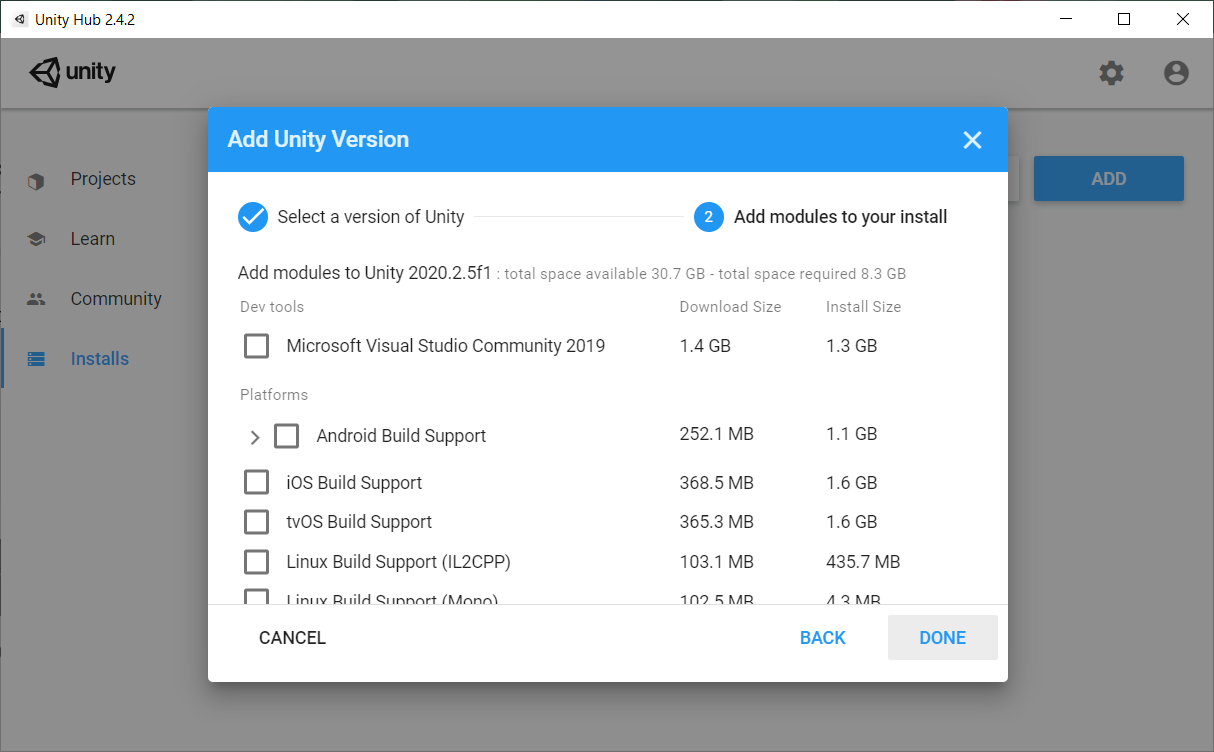 Unity Hub 2.4.2
unity
Add Unity Version
Projects
Learn
Community
Installs
ADD
Select a version of Unity
2 Add modules to your install
Add modules to Unity 2020.2.5f1 : total space available 30.7 GB - total space required 8.3 GB
Dev tools Download Size Install Size
Microsoft Visual Studio Community 2019 1.4 GB 1.3 GB
Platforms
Android Build Support 252.1 MB 1.1 GB
iOS Build Support 368.5 MB 1.6 GB
tvOS Build Support 365.3 MB 1.6 GB
Linux Build Support (IL2CPP) 103.1 MB 435.7 MB
Linux Build Support (Mono) 102.5 MB 4.3 MB
CANCEL BACK DONE